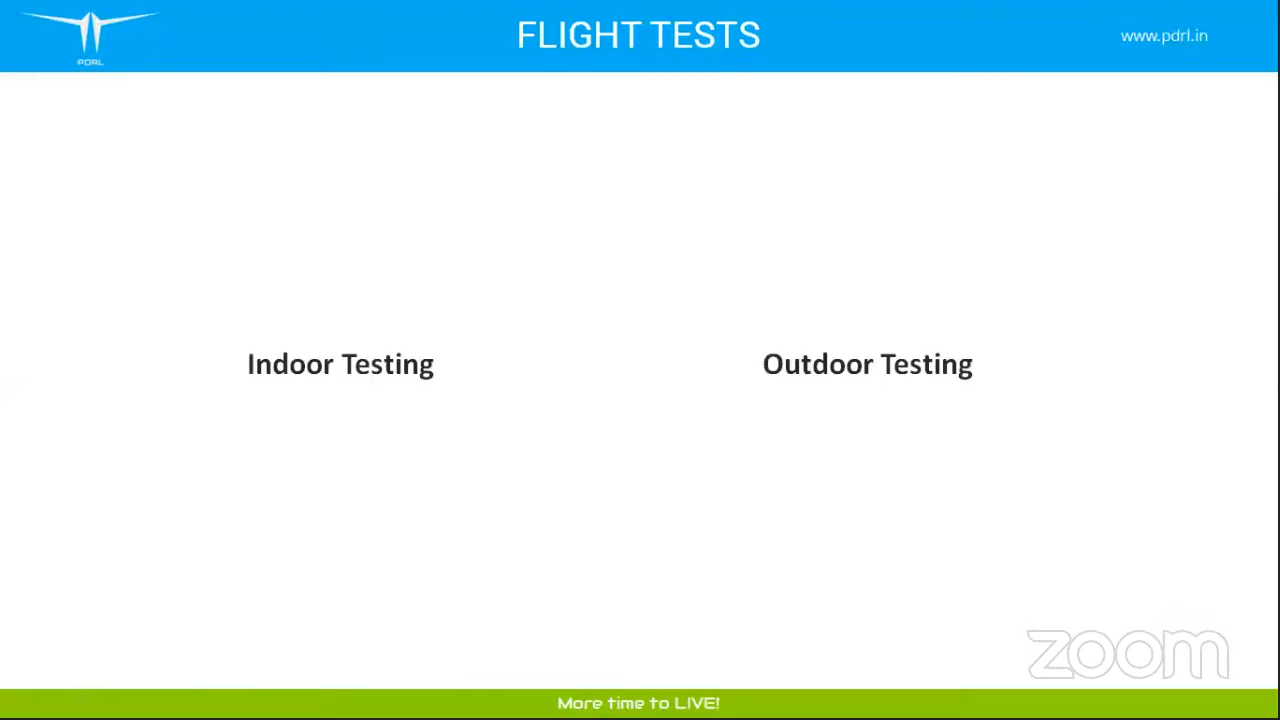 FLIGHT TESTS
www.pdrl.in
PDRL
Indoor Testing
Outdoor Testing
zoom
More time to LIVE!